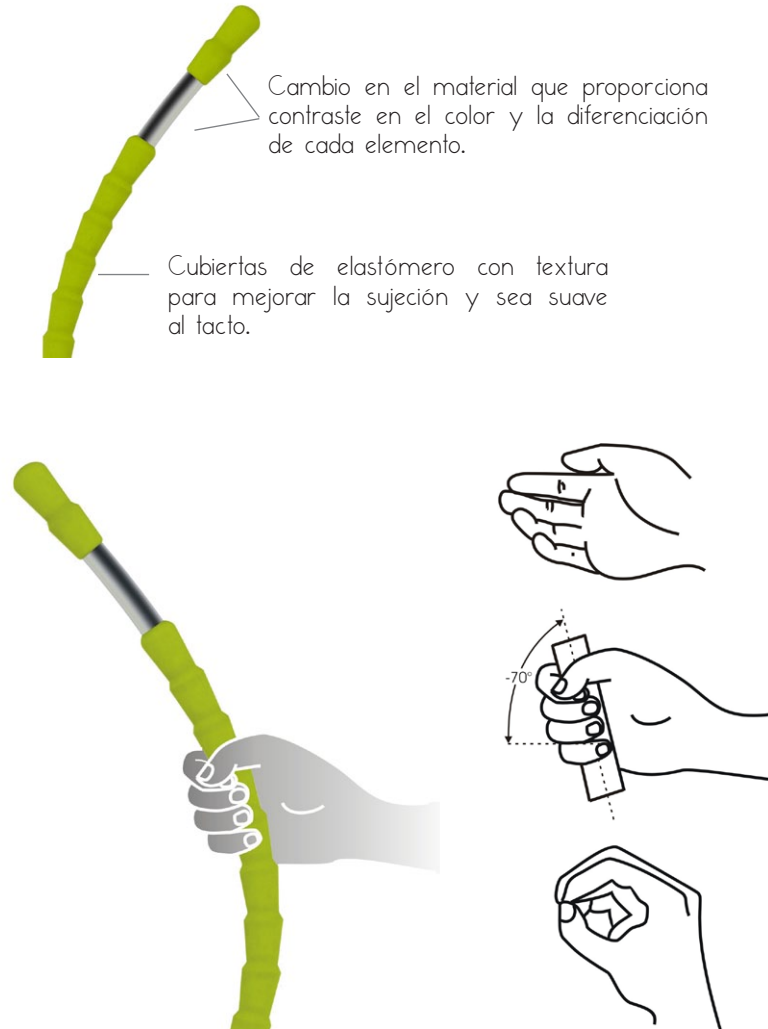 Cambio en el material que proporciona
contraste en el color y la diferenciación
de cada elemento.
Cubiertas de elastómero con textura
para mejorar la sujeción y sea suave
al tacto.
-70°